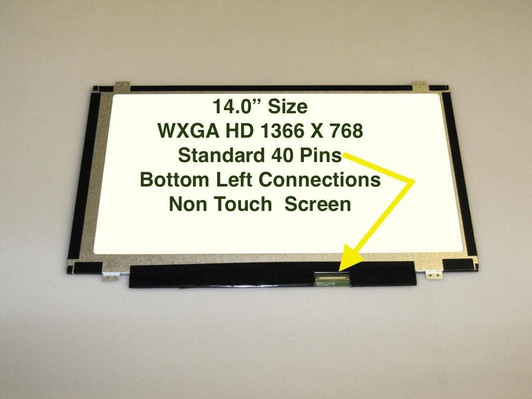 14.0” Size
WXGA HD 1366 X 768
Standard 40 Pins
Bottom Left Connections
Non Touch Screen